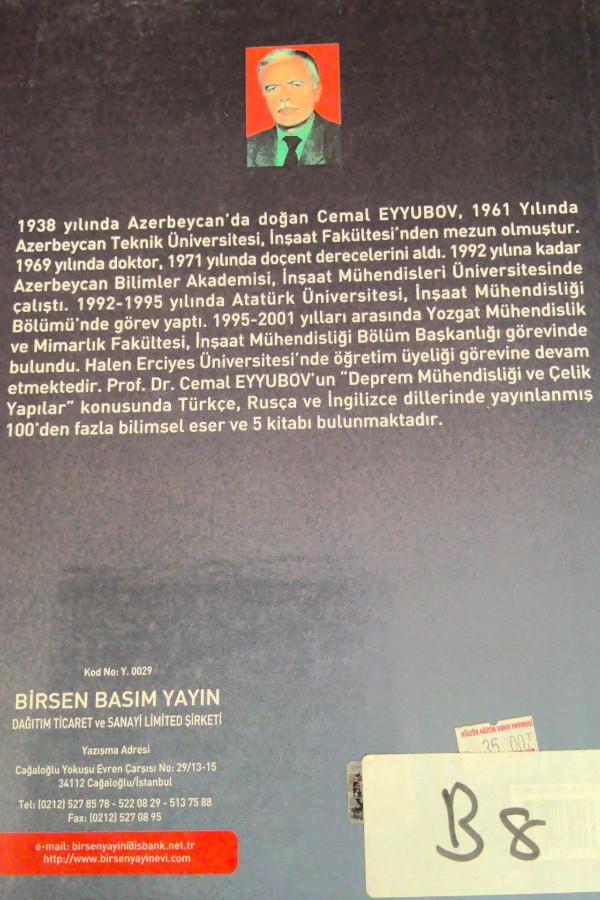 1938 yılında Azerbeycan'da doğan Cemal EYYUBOV, 1961 Yılında
Azerbeycan Teknik Üniversitesi, İnşaat Fakültesi'nden mezun olmuştur.
1969 yılında doktor, 1971 yılında doçent derecelerini aldı. 1992 yılına kadar
Azerbeycan Bilimler Akademisi, İnşaat Mühendisleri Üniversitesinde
çalıştı. 1992-1995 yılında Atatürk Üniversitesi, İnşaat Mühendisliği
Bölümü'nde görev yaptı. 1995-2001 yılları arasında Yozgat Mühendislik
ve Mimarlık Fakültesi, İnşaat Mühendisliği Bölüm Başkanlığı görevinde
bulundu. Halen Erciyes Üniversitesi'nde öğretim üyeliği görevine devam
etmektedir. Prof. Dr. Cemal EYYUBOV'un "Deprem Mühendisliği ve Çelik
Yapılar" konusunda Türkçe, Rusça ve İngilizce dillerinde yayınlanmış
100'den fazla bilimsel eser ve 5 kitabı bulunmaktadır.
Kod No: Y. 0029
BİRSEN BASIM YAYIN
DAĞITIM TİCARET ve SANAYİ LİMİTED ŞİRKETİ
Yazışma Adresi
Cağaloğlu Yokuşu Evren Çarşısı No: 29/13-15
34112 Cağaloğlu/İstanbul
Tel: (0212) 527 85 78 - 522 08 29 - 513 75 88
Fax: (0212) 527 08 95
e-mail: birsenyayin@isbank.net.tr
http://www.birsenyayinevi.com
35.00
B8